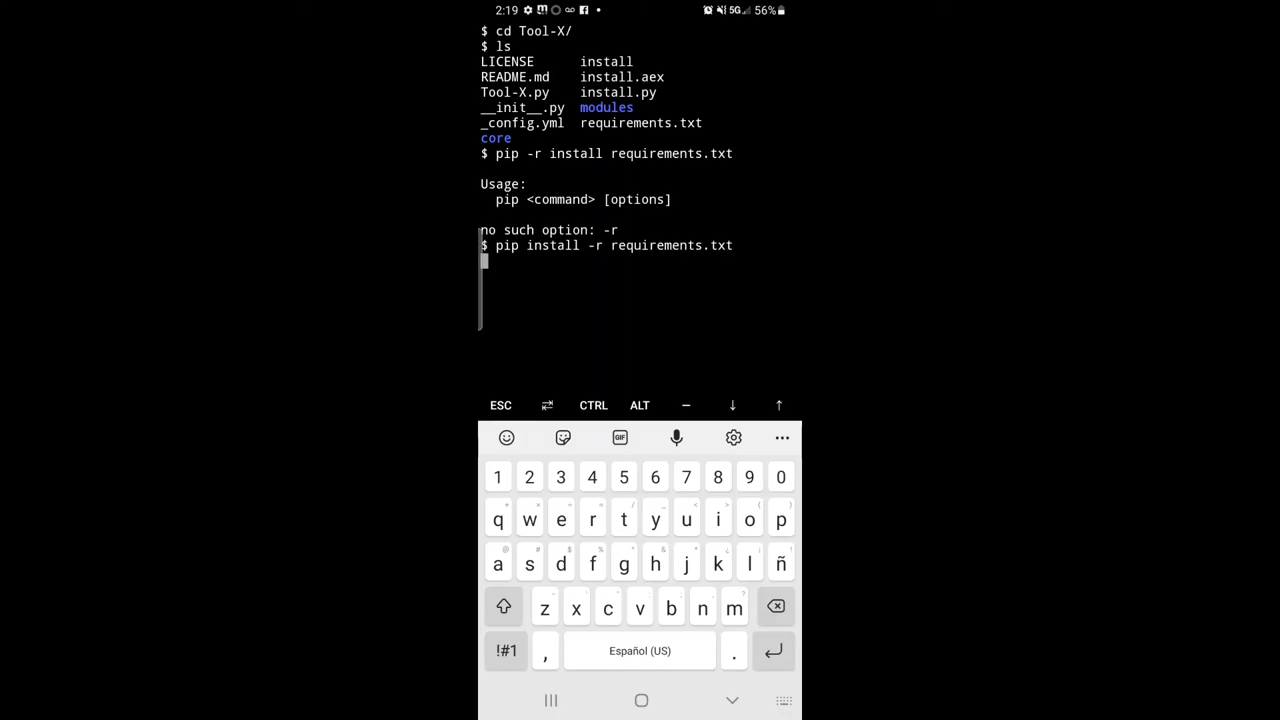 2:19 5G 56%
$ cd Tool-X/
$ ls
LICENSE install
README.md install.aex
Tool-X.py install.py
__init__.py modules
_config.yml requirements.txt
core
$ pip -r install requirements.txt
Usage:
pip <command> [options]
no such option: -r
$ pip install -r requirements.txt
ESC CTRL ALT — ↓ ↑
GIF
1 2 3 4 5 6 7 8 9 0
q w e r t y u i o p
a s d f g h j k l ñ
z x c v b n m
!#1 , Español (US) .